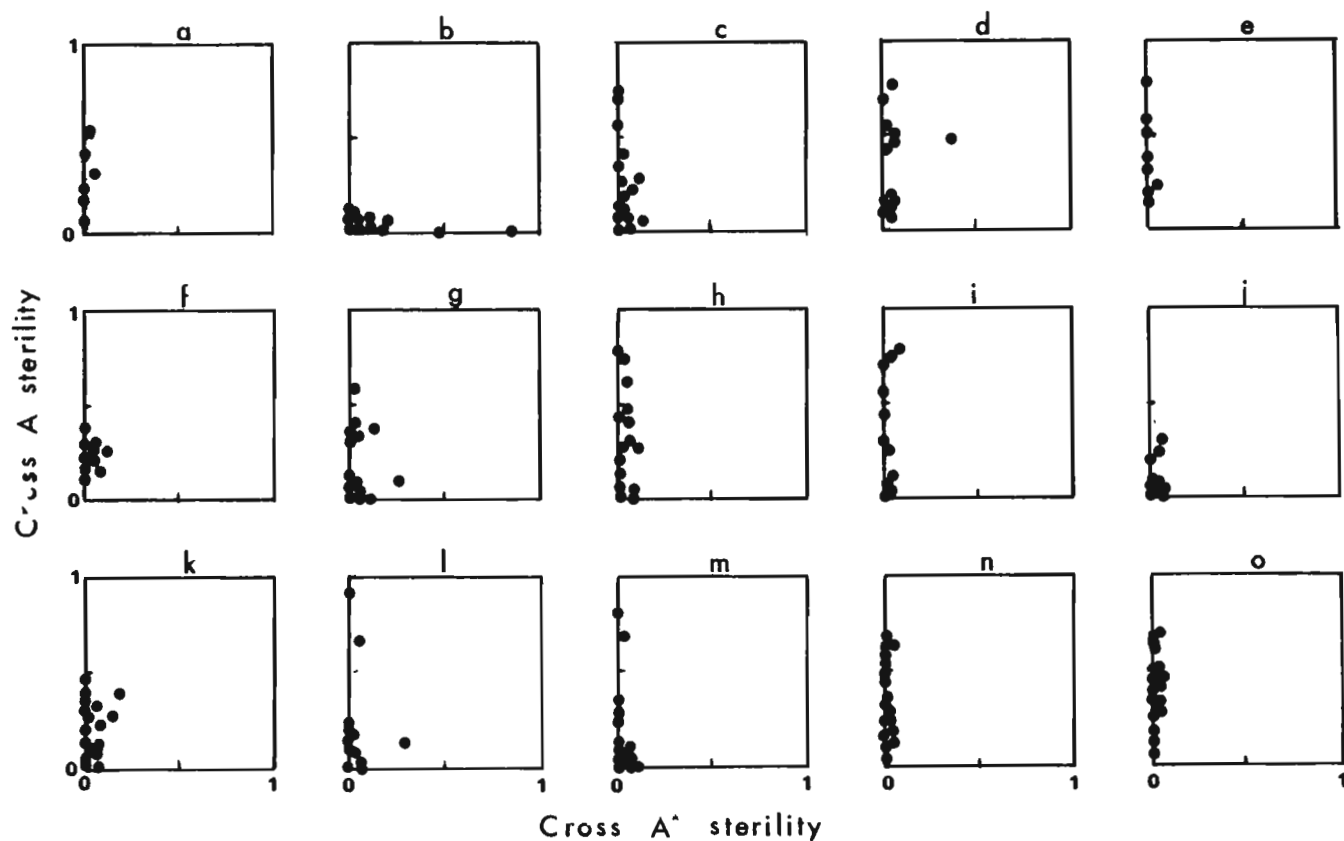 a b c d e
1
0
f g h i j
1
0
Cross A sterility
k l m n o
1
0
0 1 0 1 0 1 0 1 0 1
Cross A* sterility